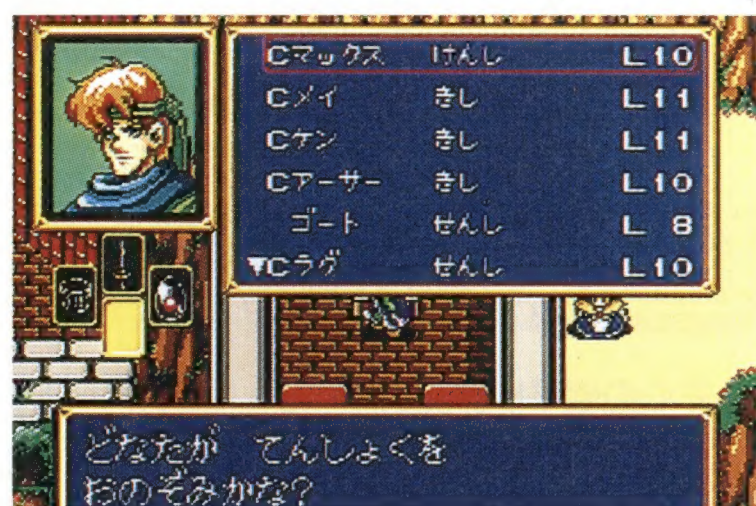 Cマックス けんし L10
Cメイ きし L11
Cケン きし L11
Cアーサー きし L10
ゴート せんし L 8
▼Cラグ せんし L10
どなたが てんしょくを
おのぞみかな?